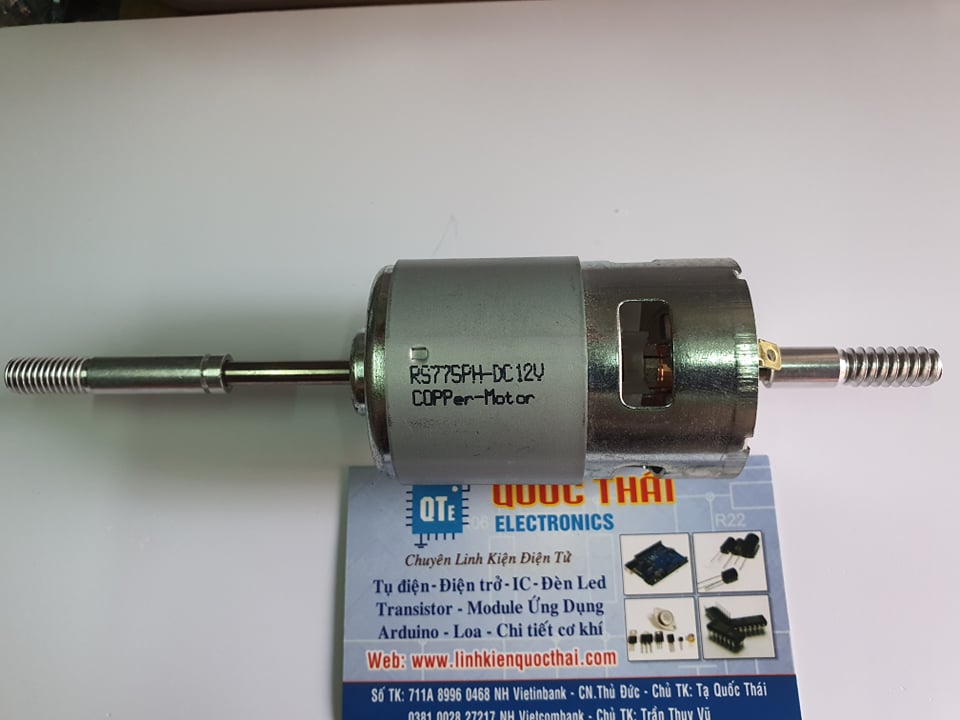 RS775PH-DC12V
COPPer-Motor
QUỐC THÁI
QTE
ELECTRONICS
R22
Chuyên Linh Kiện Điện Tử
Tụ điện - Điện trở - IC - Đèn Led
Transistor - Module Ứng Dụng
Arduino - Loa - Chi tiết cơ khí
Web: www.linhkienquocthai.com
Số TK: 711A 8996 0468 NH Vietinbank - CN.Thủ Đức - Chủ TK: Tạ Quốc Thái
0381 0028 27217 NH Vietcombank - Chủ TK: Trần Thụy Vũ